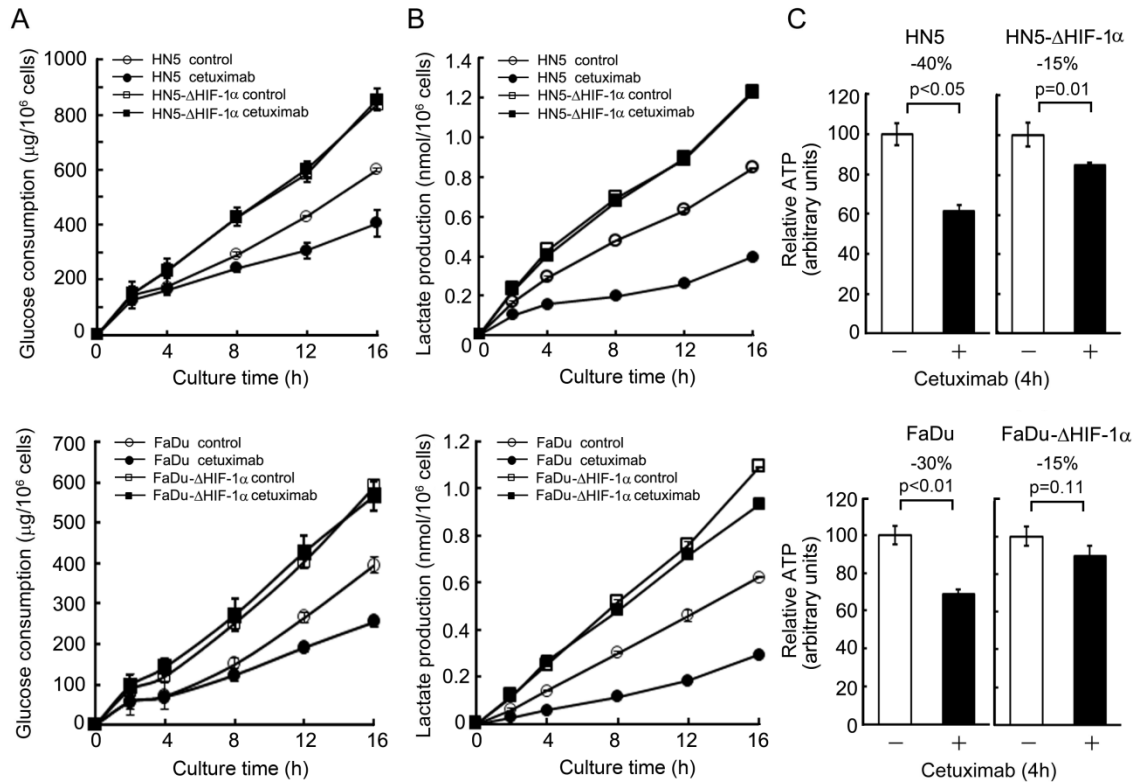 A
Glucose consumption (μg/10⁶ cells)
1000
800
600
400
200
0
HN5 control
HN5 cetuximab
HN5-ΔHIF-1α control
HN5-ΔHIF-1α cetuximab
0 4 8 12 16
Culture time (h)
B
Lactate production (nmol/10⁶ cells)
1.4
1.2
1.0
0.8
0.6
0.4
0.2
0
HN5 control
HN5 cetuximab
HN5-ΔHIF-1α control
HN5-ΔHIF-1α cetuximab
0 4 8 12 16
Culture time (h)
C
HN5 HN5-ΔHIF-1α
-40% -15%
p<0.05 p=0.01
Relative ATP
(arbitrary units)
120
100
80
60
40
20
0
− + − +
Cetuximab (4h)
Glucose consumption (μg/10⁶ cells)
700
600
500
400
300
200
100
0
FaDu control
FaDu cetuximab
FaDu-ΔHIF-1α control
FaDu-ΔHIF-1α cetuximab
0 4 8 12 16
Culture time (h)
Lactate production (nmol/10⁶ cells)
1.2
1.0
0.8
0.6
0.4
0.2
0
FaDu control
FaDu cetuximab
FaDu-ΔHIF-1α control
FaDu-ΔHIF-1α cetuximab
0 4 8 12 16
Culture time (h)
FaDu FaDu-ΔHIF-1α
-30% -15%
p<0.01 p=0.11
Relative ATP
(arbitrary units)
120
100
80
60
40
20
0
− + − +
Cetuximab (4h)